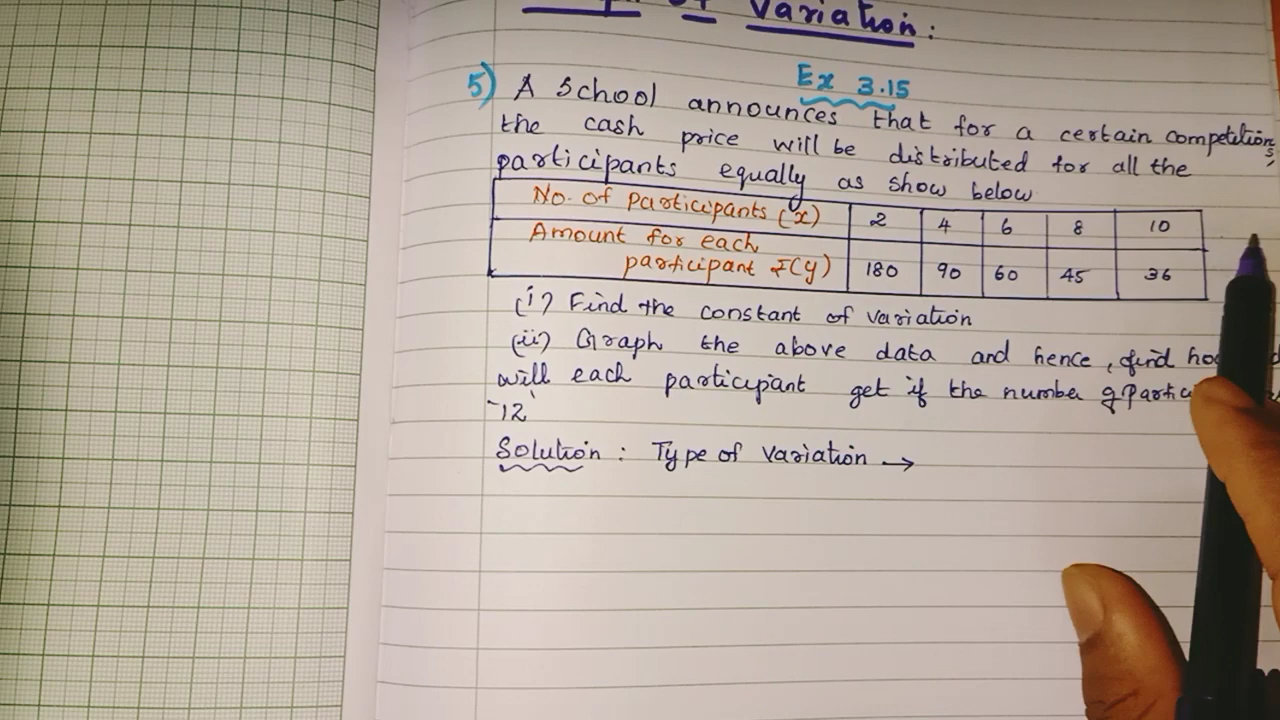 of Variation:
Ex 3.15
5) A School announces that for a certain competitions,
the cash price will be distributed for all the
participants equally as show below
No. of participants (x) 2 4 6 8 10
Amount for each
participant ₹(y) 180 90 60 45 36
(i) Find the constant of variation
(ii) Graph the above data and hence, find
will each participant get if the number of
12
Solution: Type of variation →